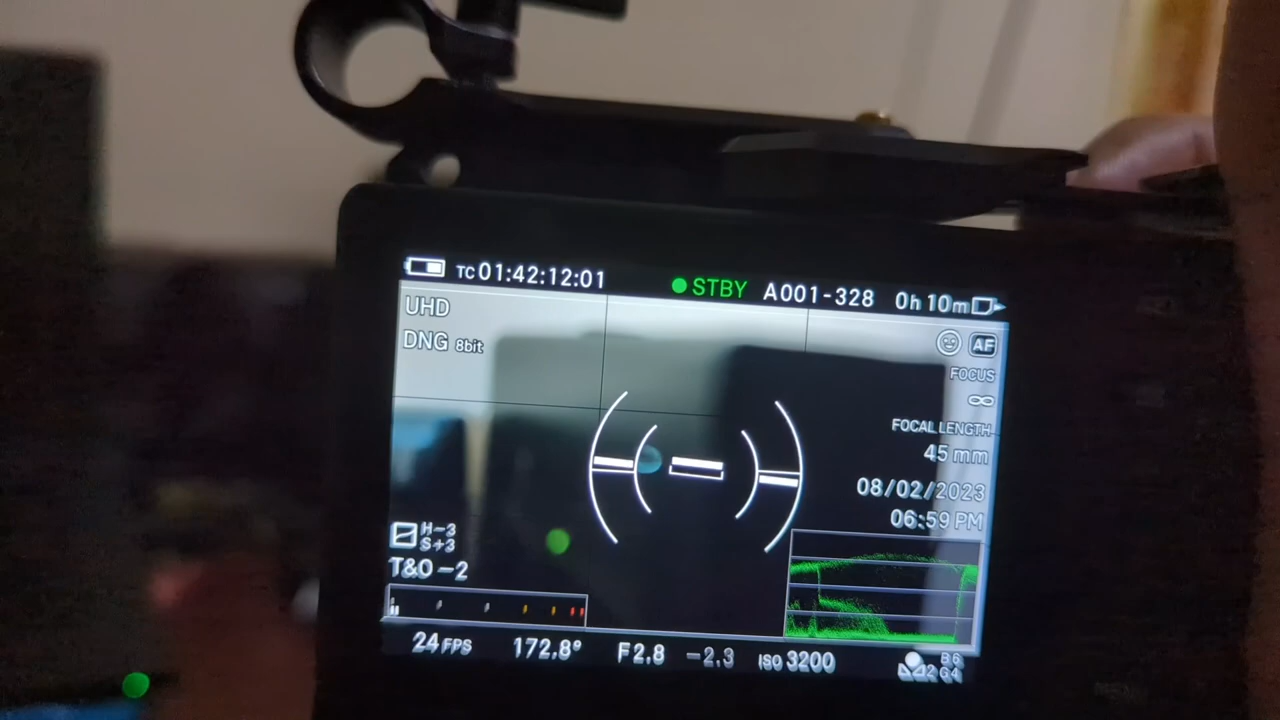 TC 01:42:12:01 STBY A001-328 0h 10m
UHD
DNG 8bit
AF
FOCUS
∞
FOCAL LENGTH
45 mm
08/02/2023
06:59 PM
H-3
S+3
T&O -2
24 FPS 172.8° F2.8 -2.3 ISO 3200